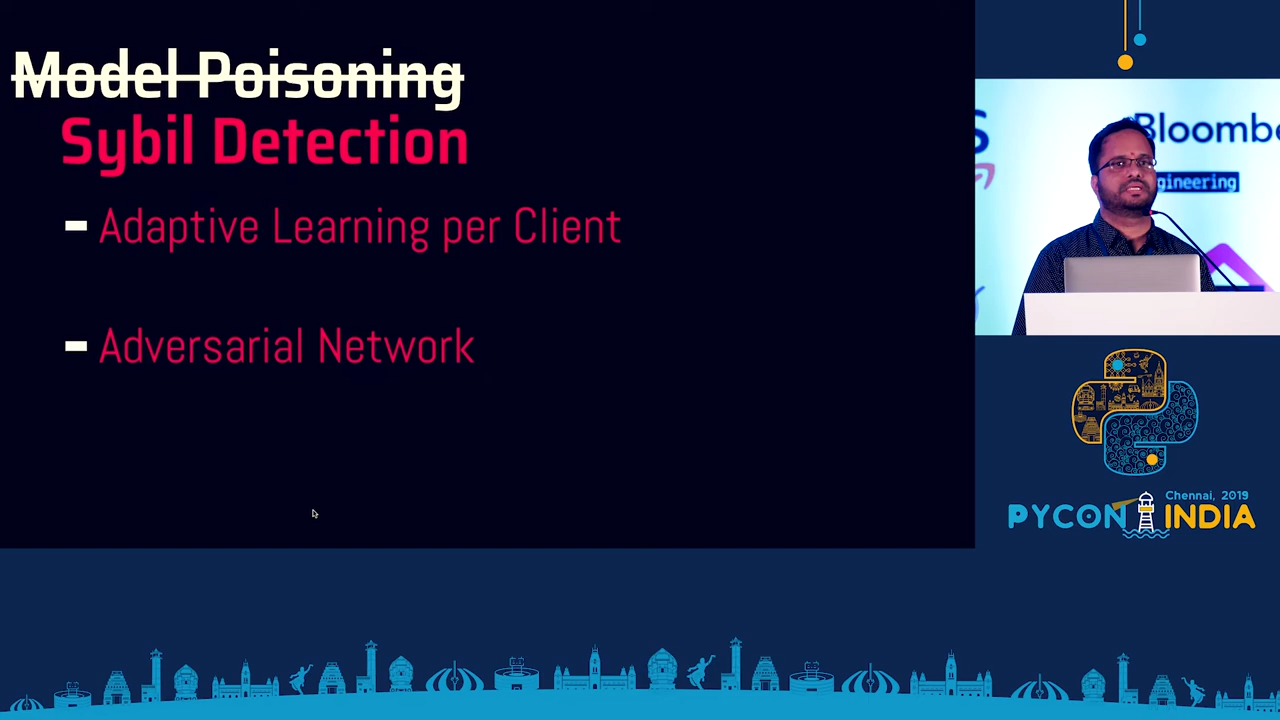 Model Poisoning
Sybil Detection
- Adaptive Learning per Client
- Adversarial Network
S
Bloombe
gineering
Chennai, 2019
PYCON INDIA